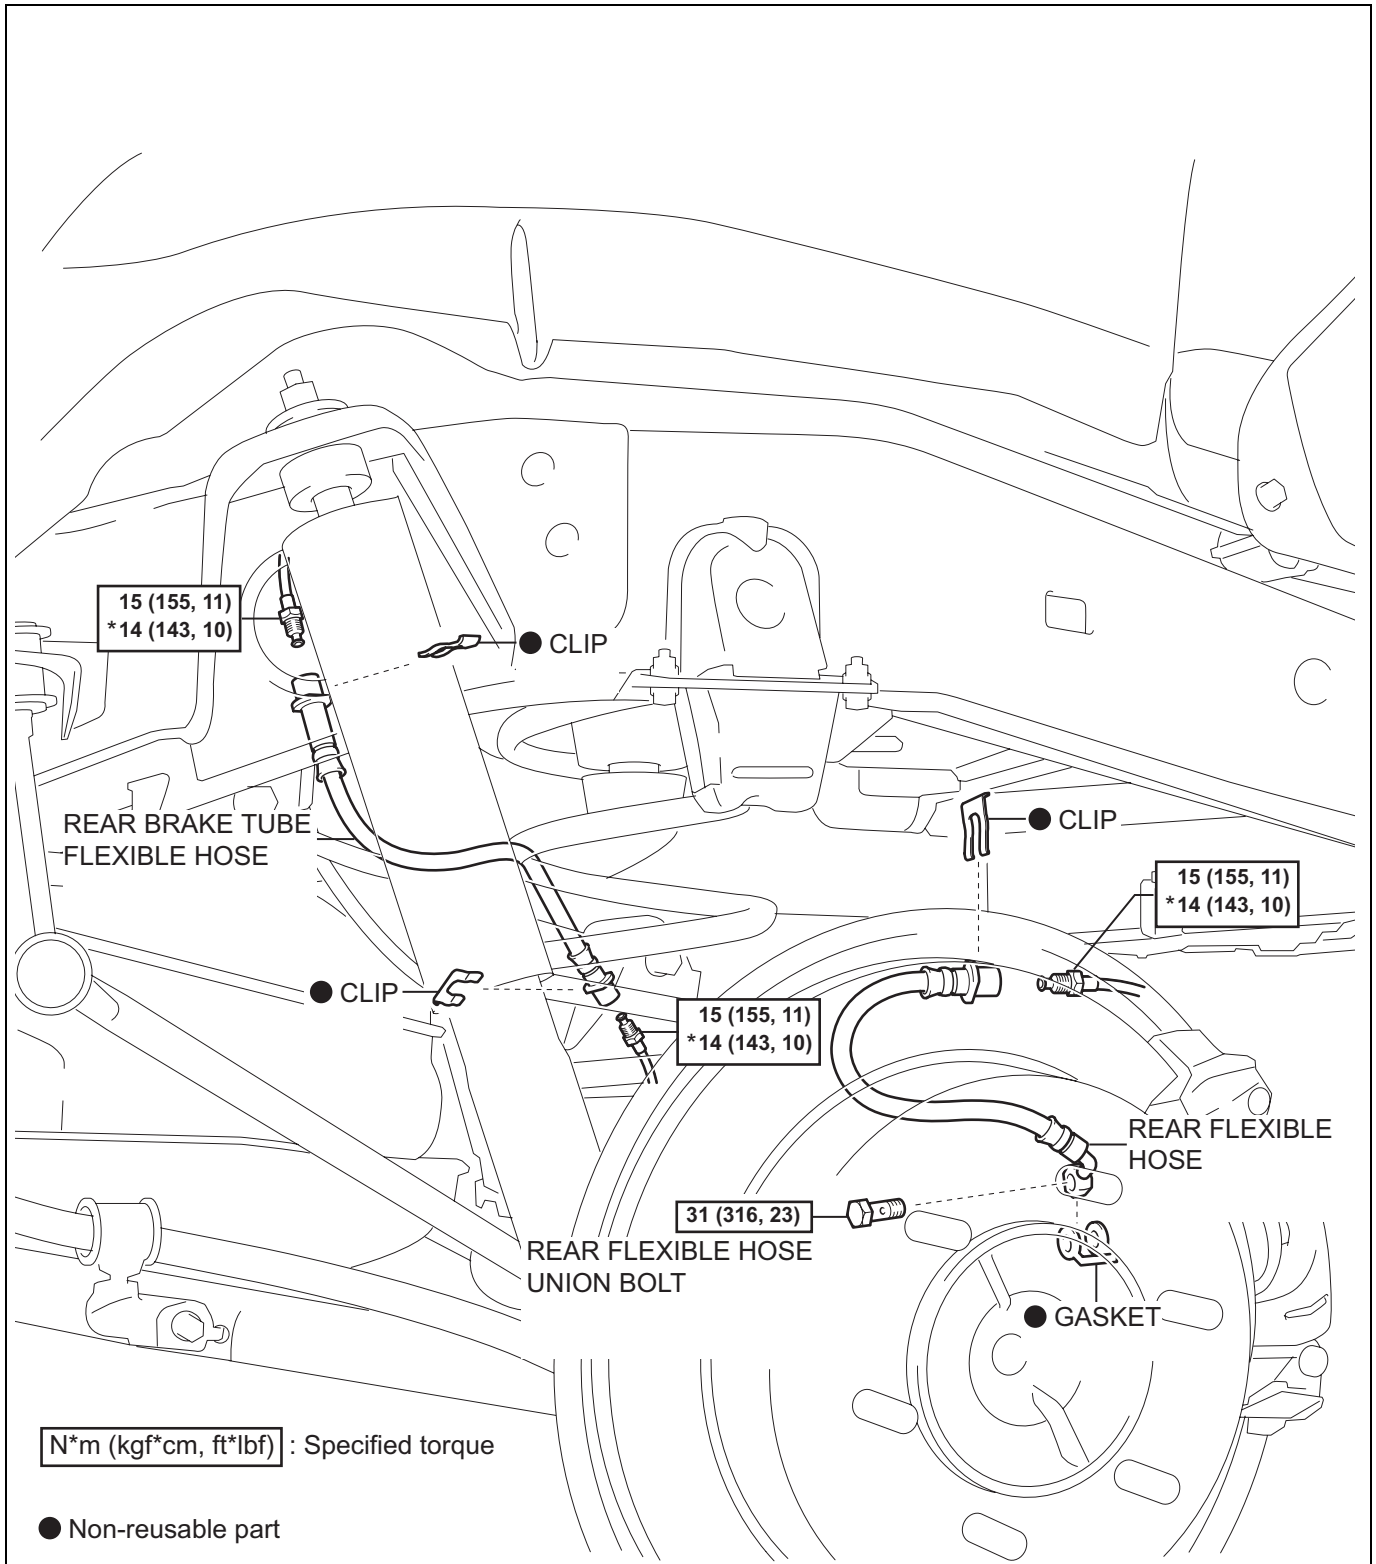 15 (155, 11)
*14 (143, 10)
● CLIP
REAR BRAKE TUBE
FLEXIBLE HOSE
● CLIP
● CLIP
15 (155, 11)
*14 (143, 10)
15 (155, 11)
*14 (143, 10)
REAR FLEXIBLE
HOSE
31 (316, 23)
REAR FLEXIBLE HOSE
UNION BOLT
● GASKET
N*m (kgf*cm, ft*lbf) : Specified torque
● Non-reusable part